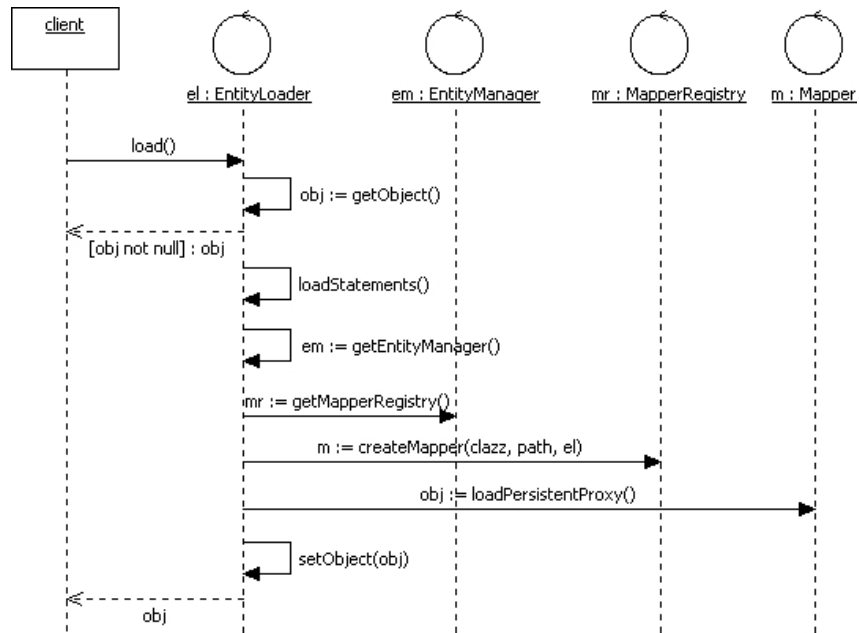 client
el : EntityLoader
em : EntityManager
mr : MapperRegistry
m : Mapper
load()
obj := getObject()
[obj not null] : obj
loadStatements()
em := getEntityManager()
mr := getMapperRegistry()
m := createMapper(clazz, path, el)
obj := loadPersistentProxy()
setObject(obj)
obj